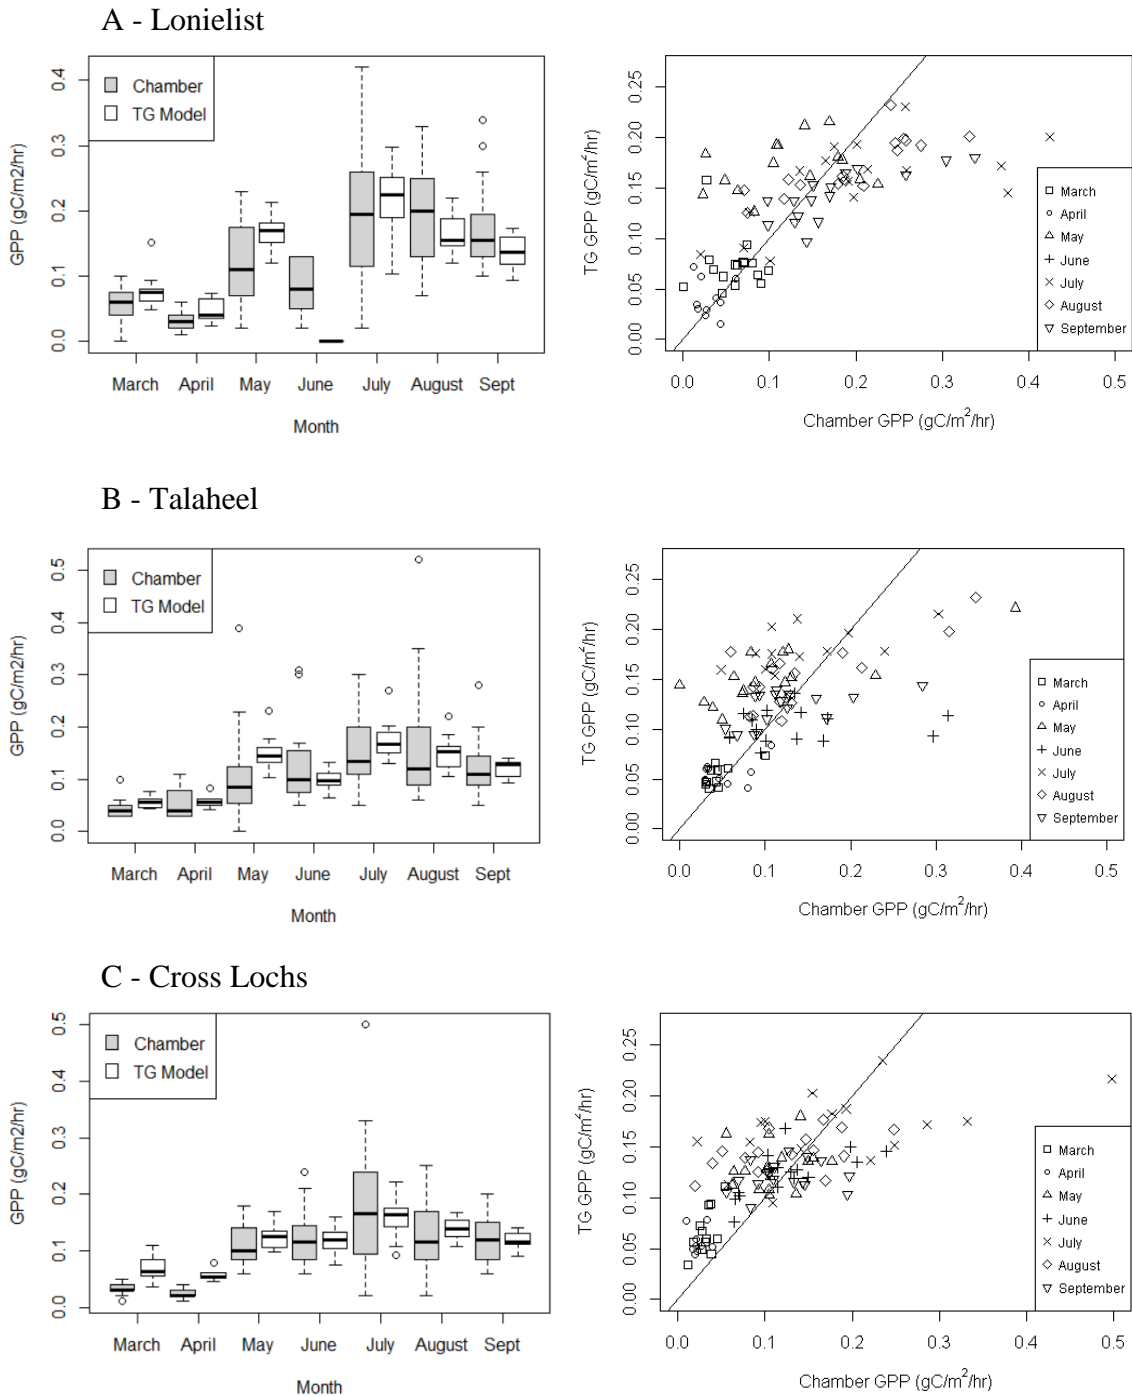 A - Lonielist
GPP (gC/m2/hr)
0.0 0.1 0.2 0.3 0.4
Chamber
TG Model
March April May June July August Sept
Month
TG GPP (gC/m²/hr)
0.00 0.05 0.10 0.15 0.20 0.25
March
April
May
June
July
August
September
0.0 0.1 0.2 0.3 0.4 0.5
Chamber GPP (gC/m²/hr)
B - Talaheel
GPP (gC/m2/hr)
0.0 0.1 0.2 0.3 0.4 0.5
Chamber
TG Model
March April May June July August Sept
Month
TG GPP (gC/m²/hr)
0.00 0.05 0.10 0.15 0.20 0.25
March
April
May
June
July
August
September
0.0 0.1 0.2 0.3 0.4 0.5
Chamber GPP (gC/m²/hr)
C - Cross Lochs
GPP (gC/m2/hr)
0.0 0.1 0.2 0.3 0.4 0.5
Chamber
TG Model
March April May June July August Sept
Month
TG GPP (gC/m²/hr)
0.00 0.05 0.10 0.15 0.20 0.25
March
April
May
June
July
August
September
0.0 0.1 0.2 0.3 0.4 0.5
Chamber GPP (gC/m²/hr)